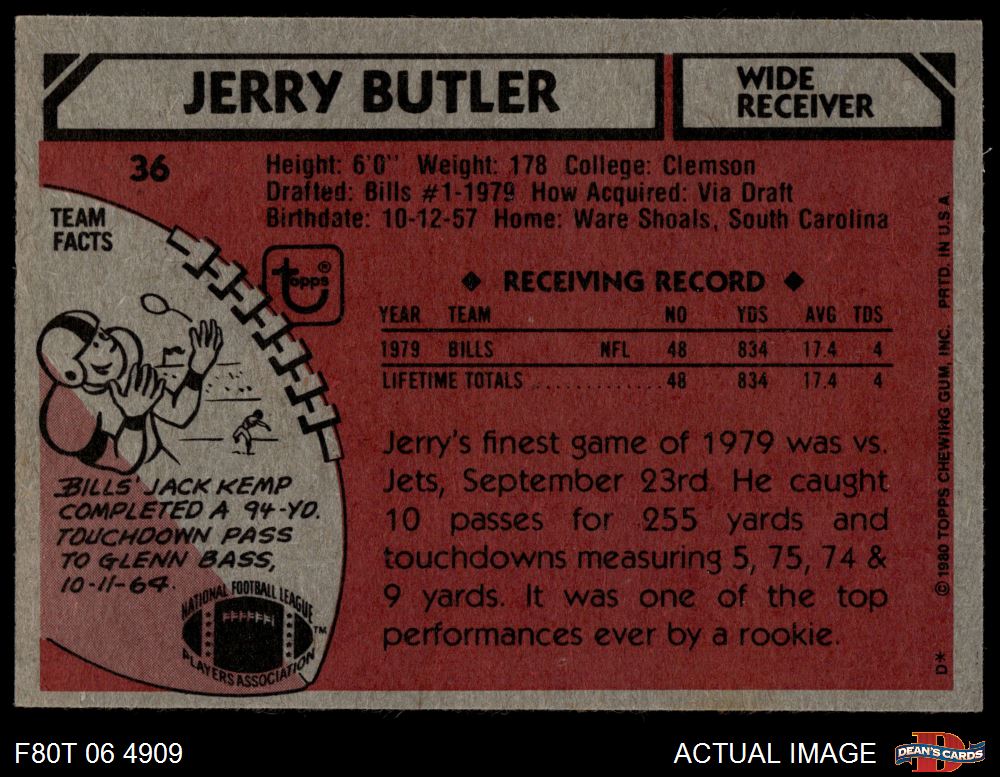 JERRY BUTLER
WIDE
RECEIVER
36
Height: 6'0" Weight: 178 College: Clemson
Drafted: Bills #1-1979 How Acquired: Via Draft
Birthdate: 10-12-57 Home: Ware Shoals, South Carolina
TEAM
FACTS
topps®
◆ RECEIVING RECORD ◆
YEAR TEAM NO YDS AVG TDS
1979 BILLS NFL 48 834 17.4 4
LIFETIME TOTALS ............ 48 834 17.4 4
Jerry's finest game of 1979 was vs.
Jets, September 23rd. He caught
10 passes for 255 yards and
touchdowns measuring 5, 75, 74 &
9 yards. It was one of the top
performances ever by a rookie.
BILLS' JACK KEMP
COMPLETED A 94-YD.
TOUCHDOWN PASS
TO GLENN BASS,
10-11-64.
NATIONAL FOOTBALL LEAGUE
PLAYERS ASSOCIATION
TM
D* © 1980 TOPPS CHEWING GUM, INC. PRTD. IN U.S.A.
F80T 06 4909
ACTUAL IMAGE
D
DEAN'S CARDS